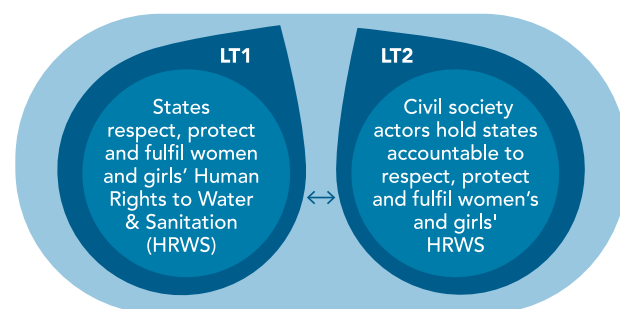 LT1
States
respect, protect
and fulfil women
and girls’ Human
Rights to Water
& Sanitation
(HRWS)
LT2
Civil society
actors hold states
accountable to
respect, protect
and fulfil women’s
and girls'
HRWS